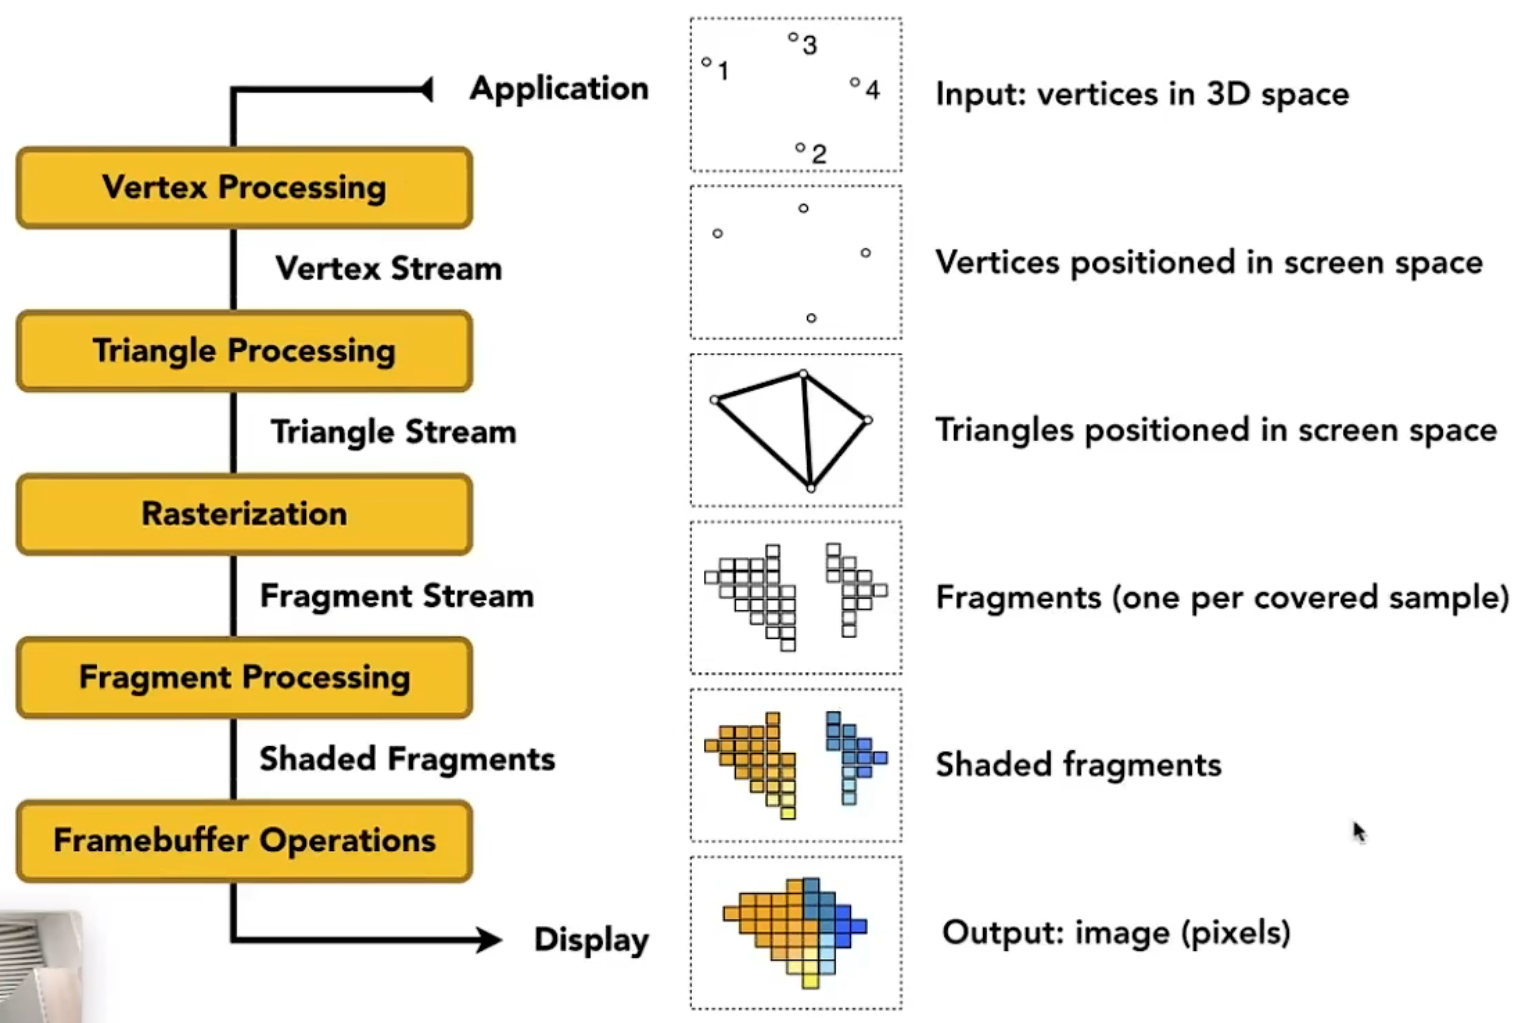 Application
3
1
4
2
Input: vertices in 3D space
Vertex Processing
Vertex Stream
Vertices positioned in screen space
Triangle Processing
Triangle Stream
Triangles positioned in screen space
Rasterization
Fragment Stream
Fragments (one per covered sample)
Fragment Processing
Shaded Fragments
Shaded fragments
Framebuffer Operations
Display
Output: image (pixels)